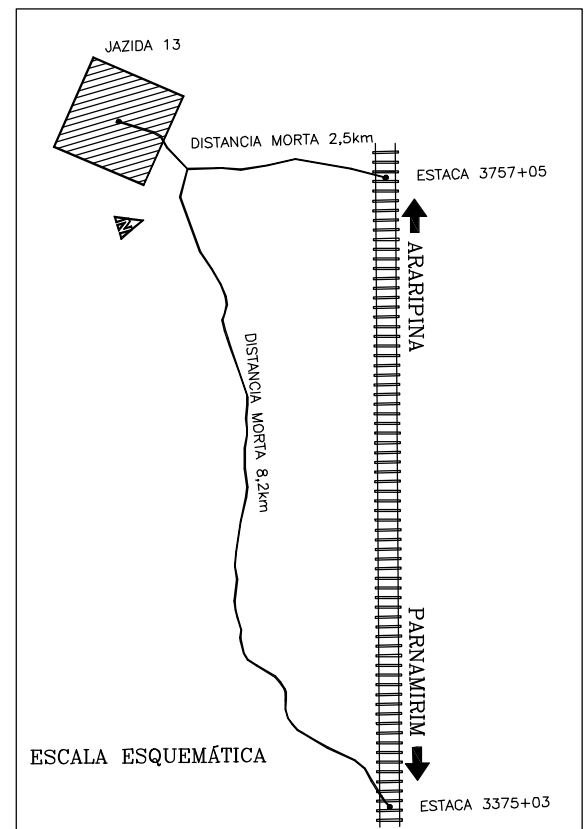 JAZIDA 13
DISTANCIA MORTA 2,5km
ESTACA 3757+05
ARARIPINA
DISTANCIA MORTA 8,2km
PARNAMIRIM
ESCALA ESQUEMÁTICA
ESTACA 3375+03